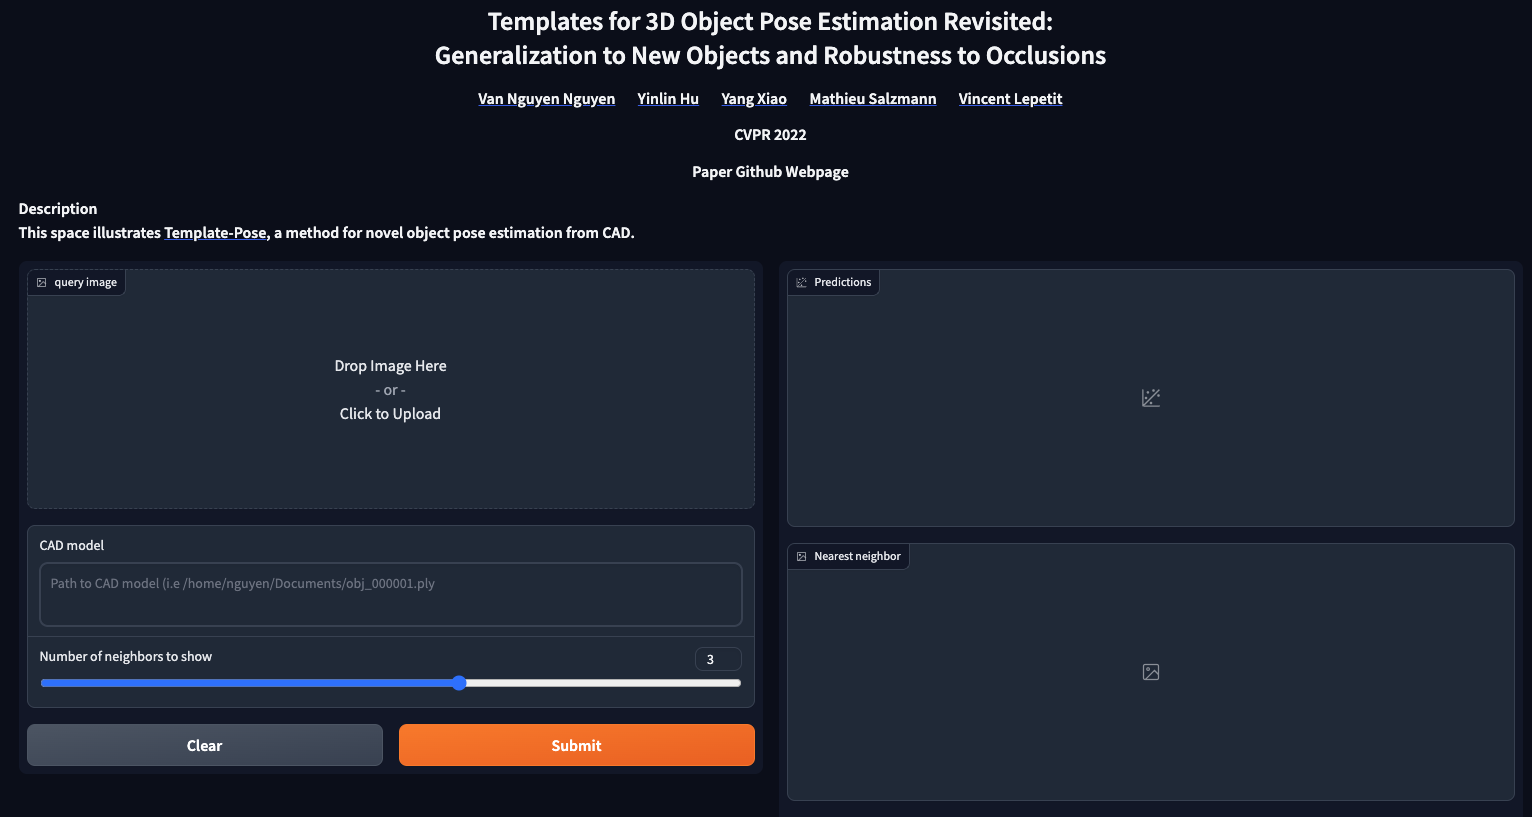 Templates for 3D Object Pose Estimation Revisited:
Generalization to New Objects and Robustness to Occlusions
Van Nguyen Nguyen Yinlin Hu Yang Xiao Mathieu Salzmann Vincent Lepetit
CVPR 2022
Paper Github Webpage
Description
This space illustrates Template-Pose, a method for novel object pose estimation from CAD.
query image
Drop Image Here
- or -
Click to Upload
CAD model
Path to CAD model (i.e /home/nguyen/Documents/obj_000001.ply
Number of neighbors to show
3
Clear
Submit
Predictions
Nearest neighbor